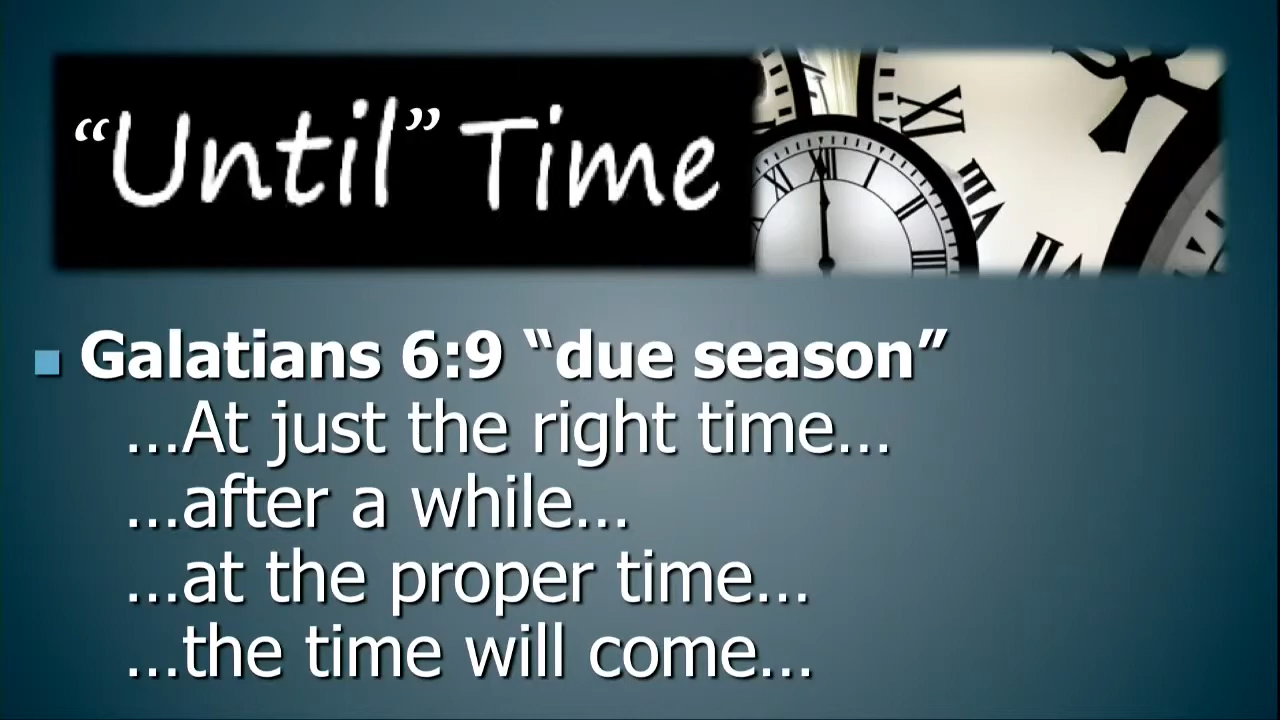 “Until” Time
Galatians 6:9 “due season”
…At just the right time…
…after a while…
…at the proper time…
…the time will come…